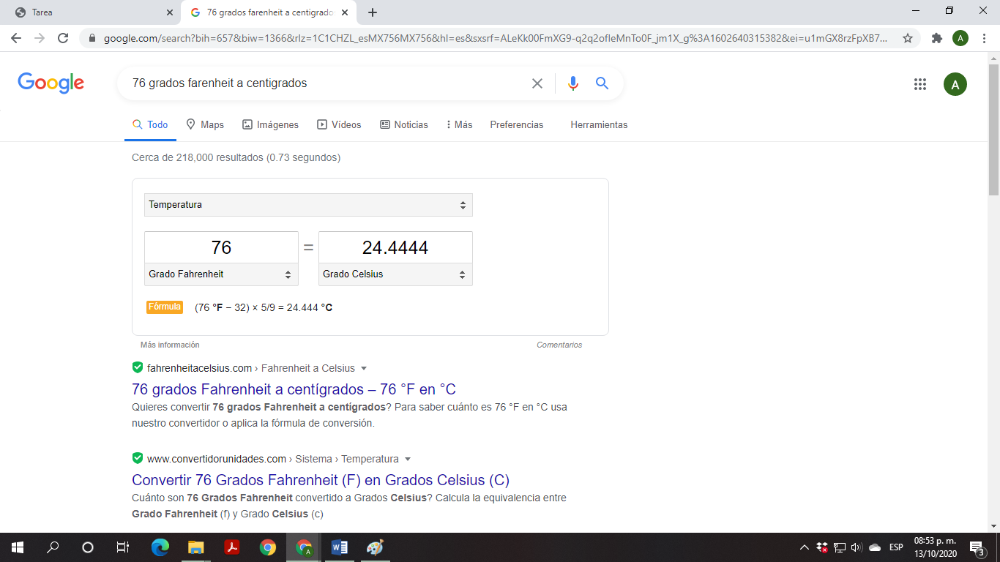 Tarea
76 grados farenheit a centigrados
google.com/search?bih=657&biw=1366&rlz=1C1CHZL_esMX756MX756&hl=es&sxsrf=ALeKk00FmXG9-q2q2ofIeMnTo0F_jm1X_g%3A1602640315382&ei=u1mGX8rzFpXB7...
A
Google
76 grados farenheit a centigrados
A
Todo Maps Imágenes Vídeos Noticias Más Preferencias Herramientas
Cerca de 218,000 resultados (0.73 segundos)
Temperatura
76 = 24.4444
Grado Fahrenheit Grado Celsius
Fórmula (76 °F − 32) × 5/9 = 24.444 °C
Más información Comentarios
fahrenheitacelsius.com › Fahrenheit a Celsius
76 grados Fahrenheit a centígrados – 76 °F en °C
Quieres convertir 76 grados Fahrenheit a centígrados? Para saber cuánto es 76 °F en °C usa
nuestro convertidor o aplica la fórmula de conversión.
www.convertidorunidades.com › Sistema › Temperatura
Convertir 76 Grados Fahrenheit (F) en Grados Celsius (C)
Cuánto son 76 Grados Fahrenheit convertido a Grados Celsius? Calcula la equivalencia entre
Grado Fahrenheit (f) y Grado Celsius (c)
A
W
ESP
08:53 p. m.
13/10/2020
3